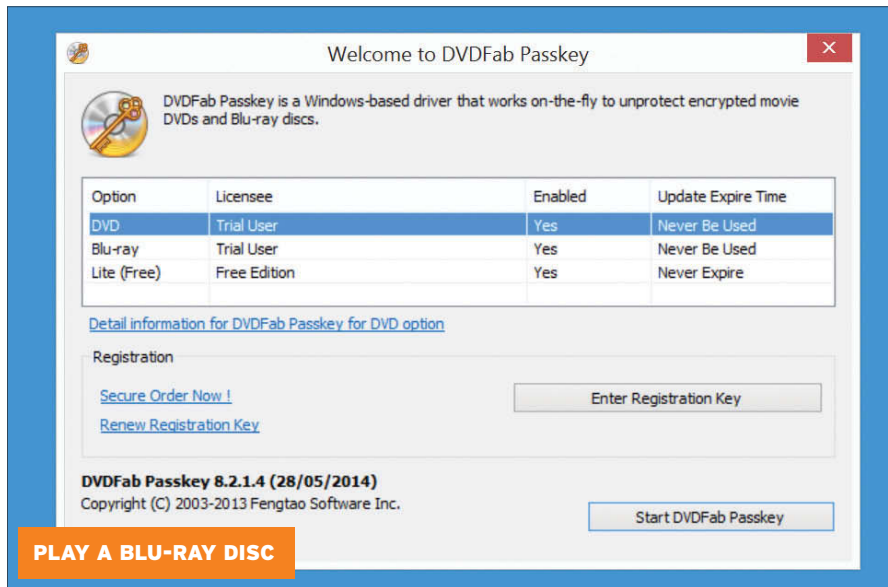 Welcome to DVDFab Passkey
DVDFab Passkey is a Windows-based driver that works on-the-fly to unprotect encrypted movie
DVDs and Blu-ray discs.
Option Licensee Enabled Update Expire Time
DVD Trial User Yes Never Be Used
Blu-ray Trial User Yes Never Be Used
Lite (Free) Free Edition Yes Never Expire
Detail information for DVDFab Passkey for DVD option
Registration
Secure Order Now !
Enter Registration Key
Renew Registration Key
DVDFab Passkey 8.2.1.4 (28/05/2014)
Copyright (C) 2003-2013 Fengtao Software Inc.
Start DVDFab Passkey
PLAY A BLU-RAY DISC